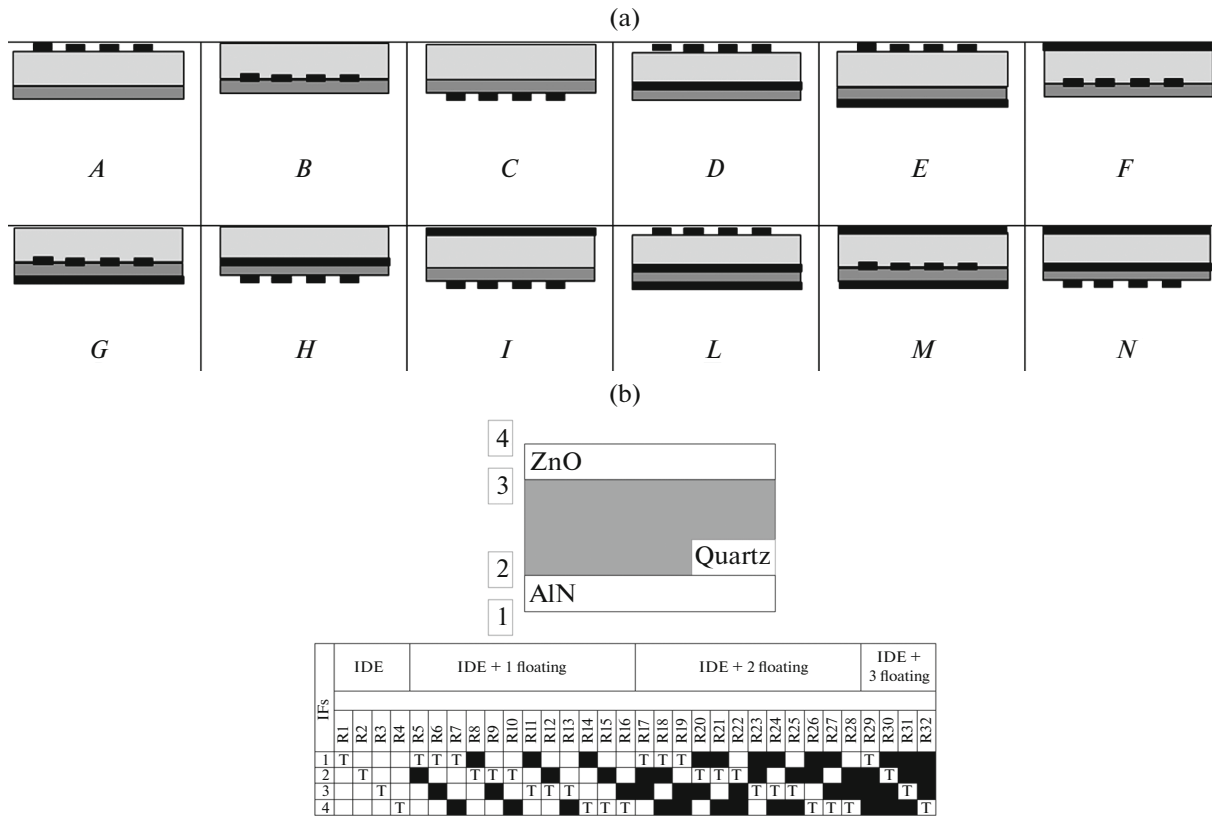 (a)
A B C D E F
G H I L M N
(b)
4
ZnO
3
Quartz
2
AlN
1
IFs IDE IDE + 1 floating IDE + 2 floating IDE +
3 floating
R1 R2 R3 R4 R5 R6 R7 R8 R9 R10 R11 R12 R13 R14 R15 R16 R17 R18 R19 R20 R21 R22 R23 R24 R25 R26 R27 R28 R29 R30 R31 R32
1 T T T T T T T T
2 T T T T T T T T
3 T T T T T T T T
4 T T T T T T T T